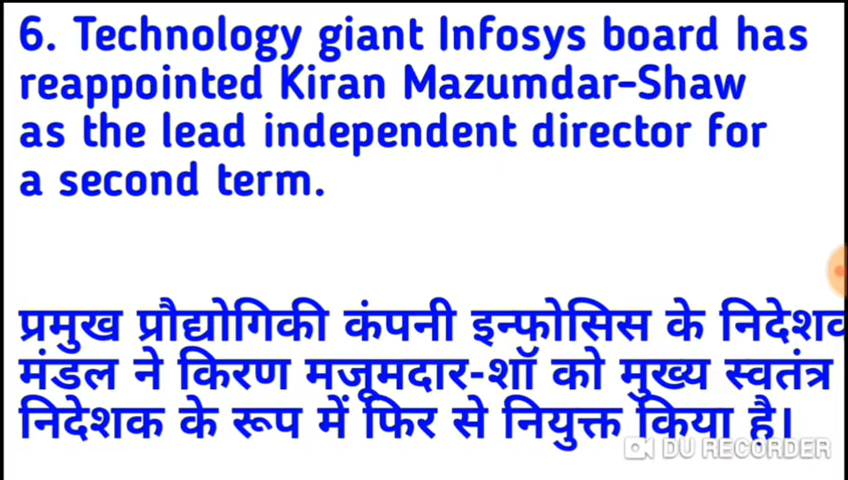 6. Technology giant Infosys board has
reappointed Kiran Mazumdar-Shaw
as the lead independent director for
a second term.
प्रमुख प्रौद्योगिकी कंपनी इन्फोसिस के निदेशक
मंडल ने किरण मजूमदार-शॉ को मुख्य स्वतंत्र
निदेशक के रूप में फिर से नियुक्त किया है।
DU RECORDER